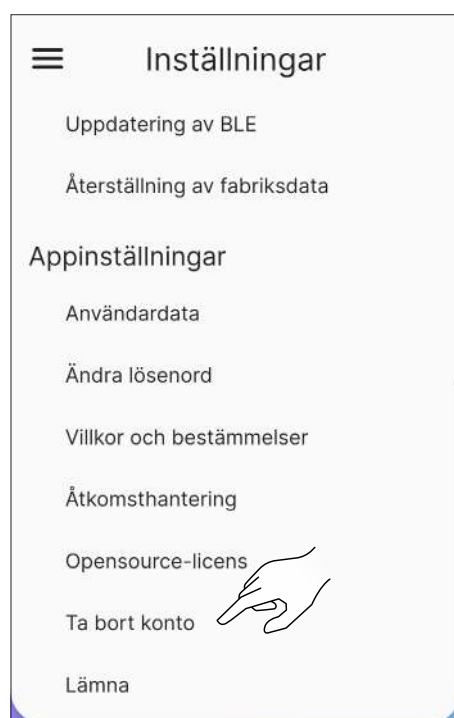 Inställningar
Uppdatering av BLE
Återställning av fabriksdata
Appinställningar
Användardata
Ändra lösenord
Villkor och bestämmelser
Åtkomsthantering
Opensource-licens
Ta bort konto
Lämna